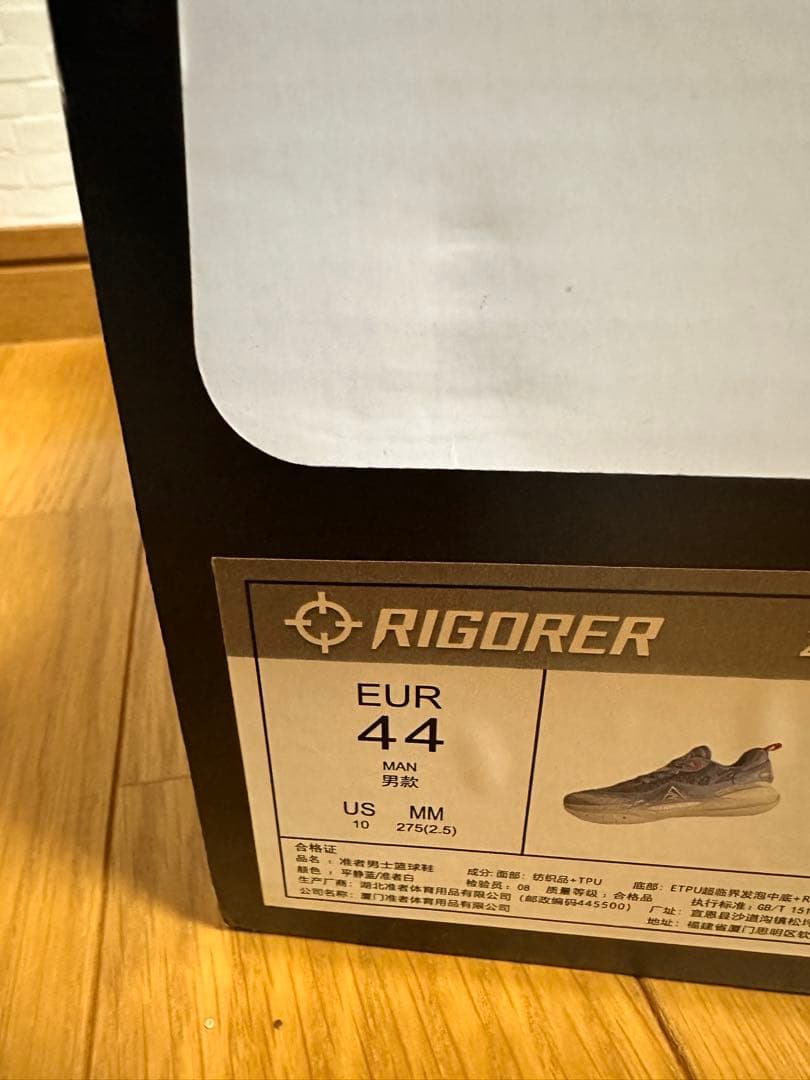 RIGORER
EUR
44
MAN
男款
US MM
10 275(2.5)
合格证
品名：准者男士篮球鞋 成分:面部：纺织品+TPU 底部：ETPU超临界发泡中底+R
颜色：平静蓝/准者白 检验员：08 质量等级：合格品 执行标准：GB/T 151
生产厂商：湖北准者体育用品有限公司（邮政编码445500） 厂址：宣恩县沙道沟镇松坪
公司名称：厦门准者体育用品有限公司 地址：福建省厦门思明区软